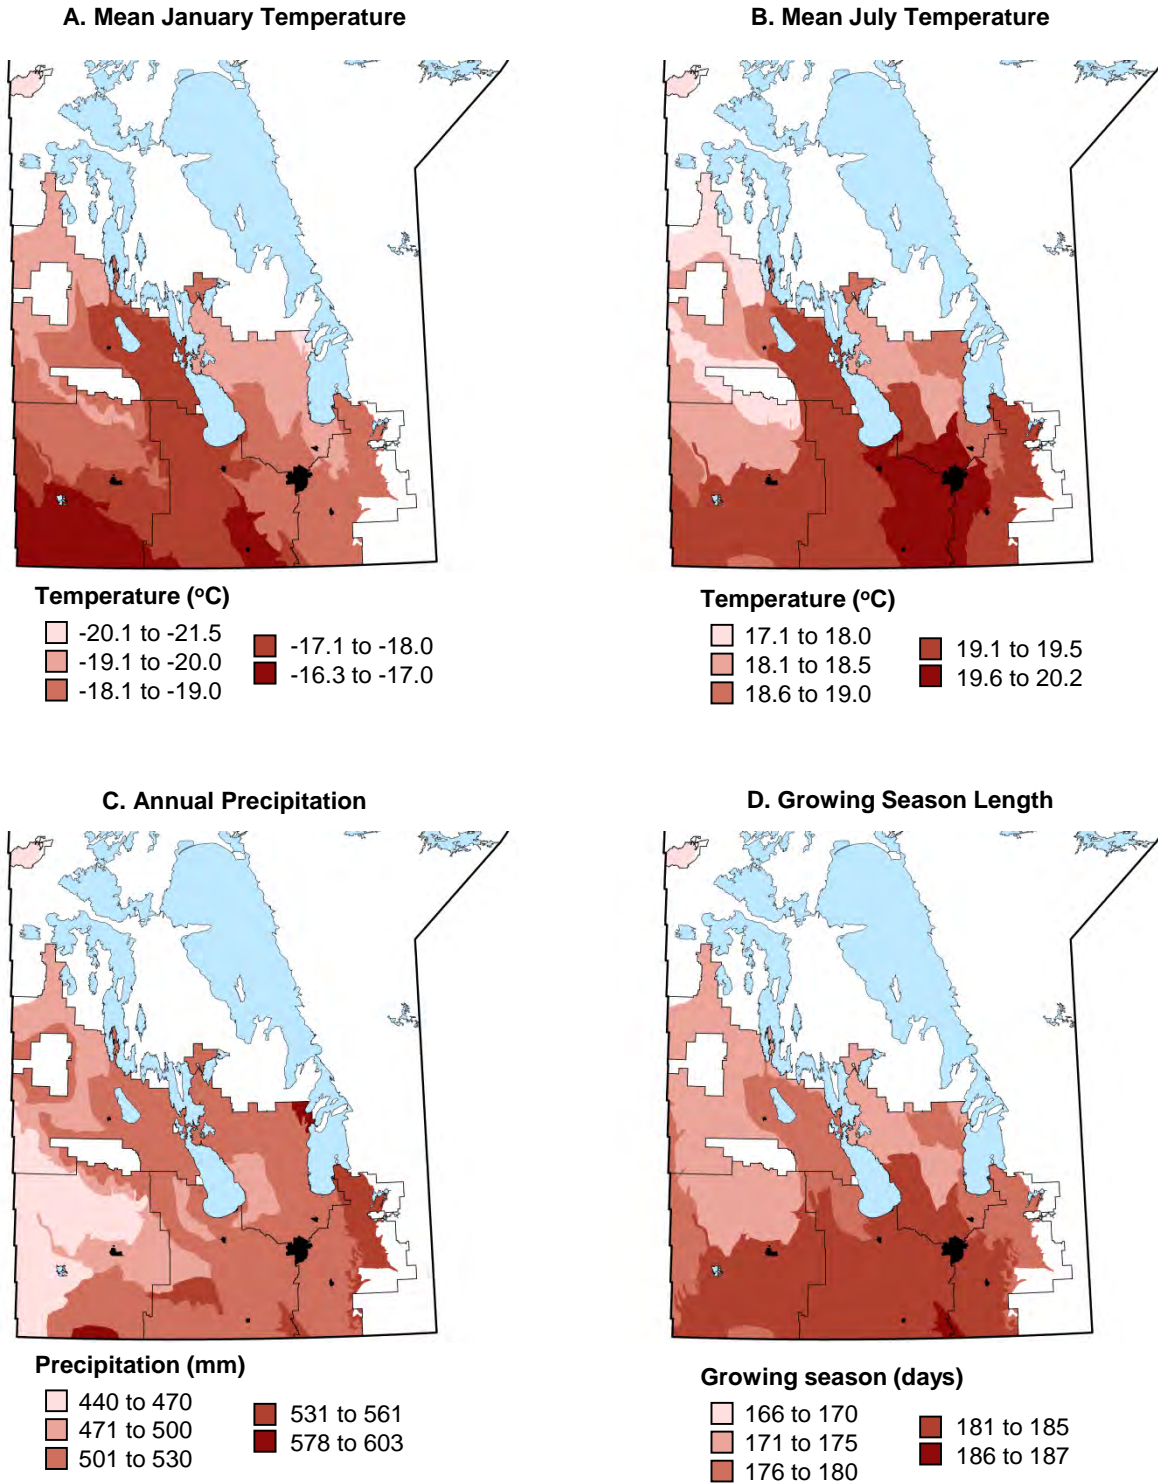 A. Mean January Temperature
B. Mean July Temperature
Temperature (°C)
-20.1 to -21.5
-19.1 to -20.0
-18.1 to -19.0
-17.1 to -18.0
-16.3 to -17.0
Temperature (°C)
17.1 to 18.0
18.1 to 18.5
18.6 to 19.0
19.1 to 19.5
19.6 to 20.2
C. Annual Precipitation
D. Growing Season Length
Precipitation (mm)
440 to 470
471 to 500
501 to 530
531 to 561
578 to 603
Growing season (days)
166 to 170
171 to 175
176 to 180
181 to 185
186 to 187